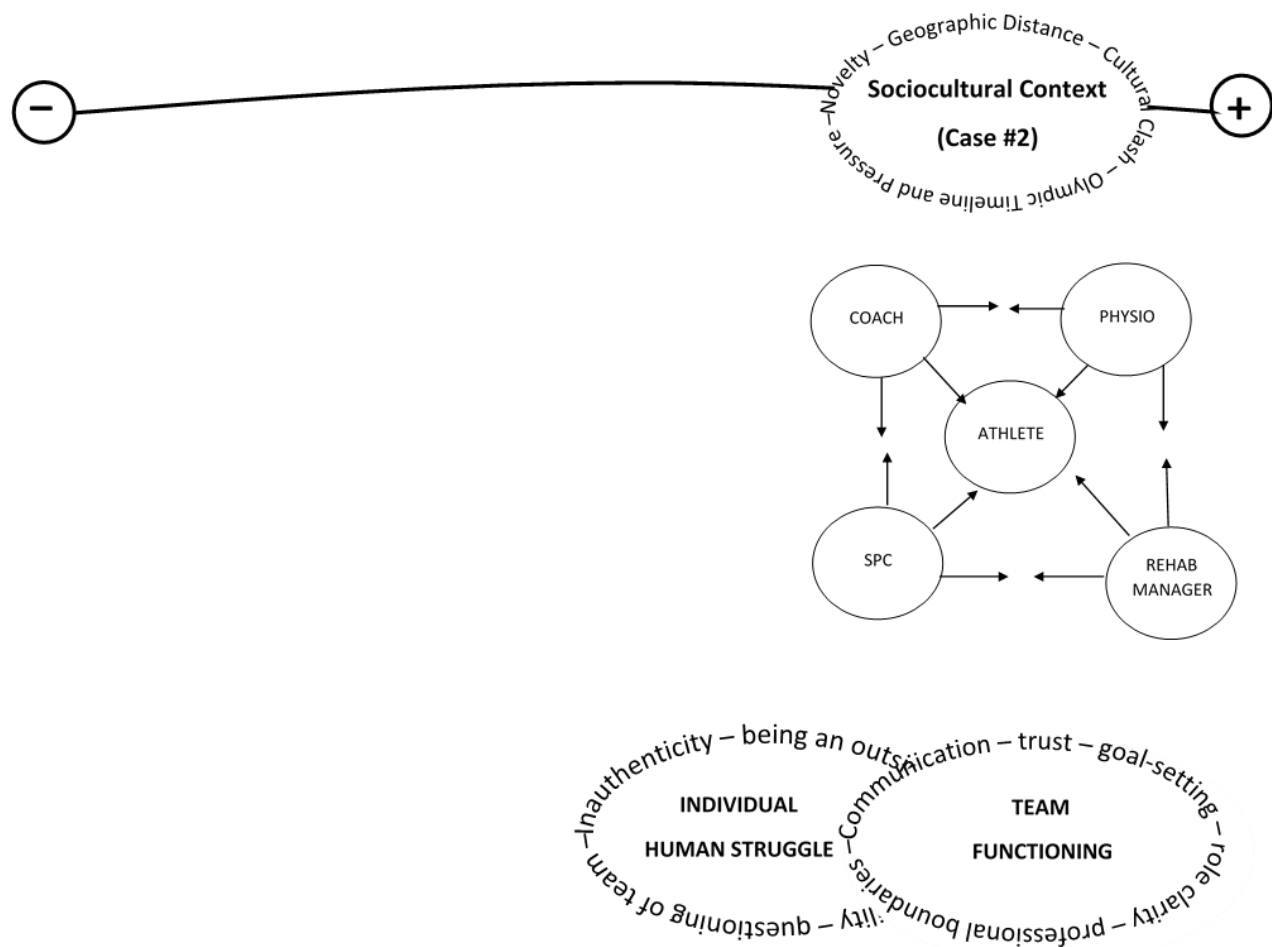 Novelty – Geographic Distance – Cultural Clash – Olympic Timeline and Pressure –
−
Sociocultural Context
(Case #2)
+
COACH
PHYSIO
ATHLETE
SPC
REHAB
MANAGER
Inauthenticity – being an
questioning of team –
INDIVIDUAL
HUMAN STRUGGLE
Communication – trust – goal-setting – role clarity – professional boundaries –
TEAM
FUNCTIONING